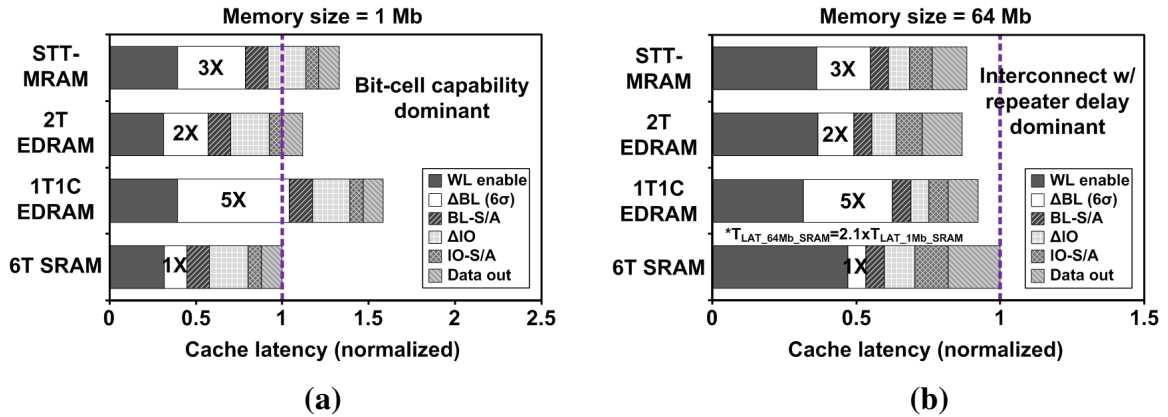 Memory size = 1 Mb
STT-
MRAM
3X
Bit-cell capability
dominant
2T
EDRAM
2X
1T1C
EDRAM
5X
6T SRAM
1X
WL enable
ΔBL (6σ)
BL-S/A
ΔIO
IO-S/A
Data out
0 0.5 1 1.5 2 2.5
Cache latency (normalized)
(a)
Memory size = 64 Mb
STT-
MRAM
3X
Interconnect w/
repeater delay
dominant
2T
EDRAM
2X
1T1C
EDRAM
5X
*TLAT_64Mb_SRAM=2.1xTLAT_1Mb_SRAM
6T SRAM
1X
WL enable
ΔBL (6σ)
BL-S/A
ΔIO
IO-S/A
Data out
0 0.5 1 1.5
Cache latency (normalized)
(b)